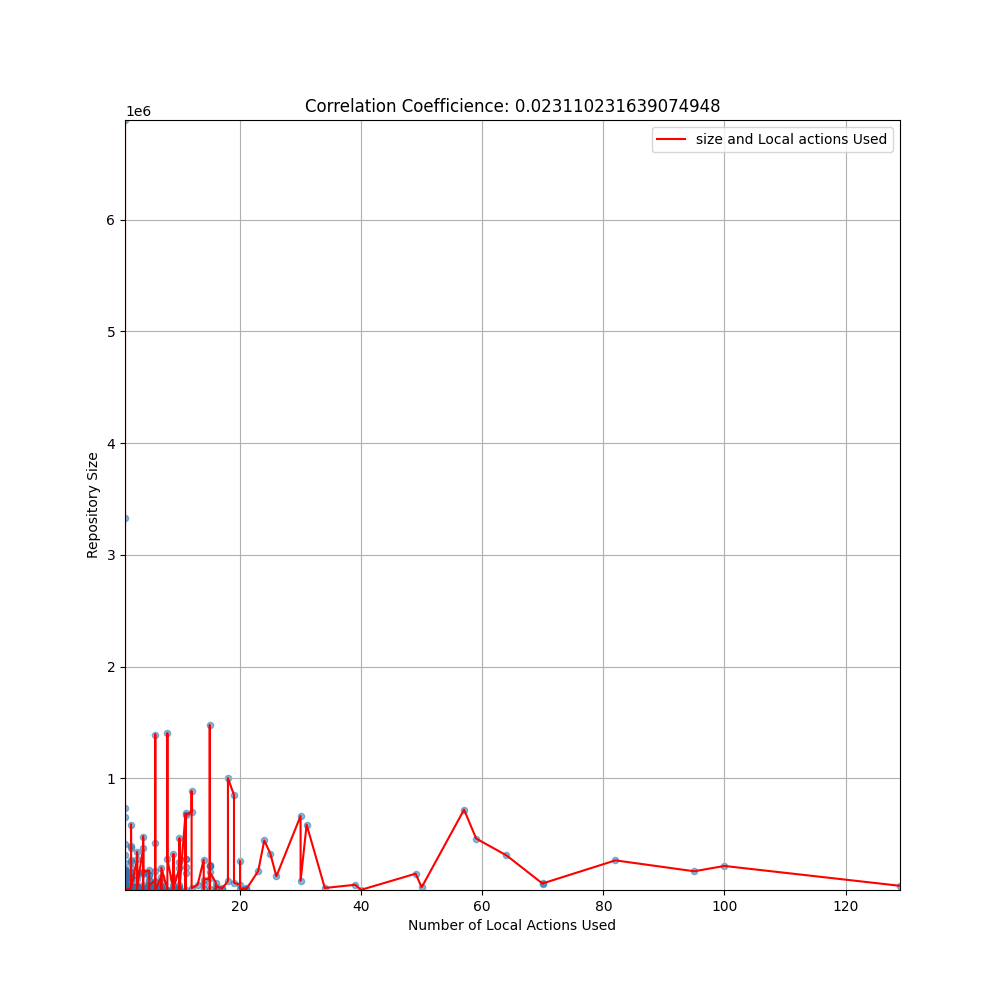 Correlation Coefficience: 0.023110231639074948
1e6
size and Local actions Used
6
5
4
3
2
1
Repository Size
20 40 60 80 100 120
Number of Local Actions Used